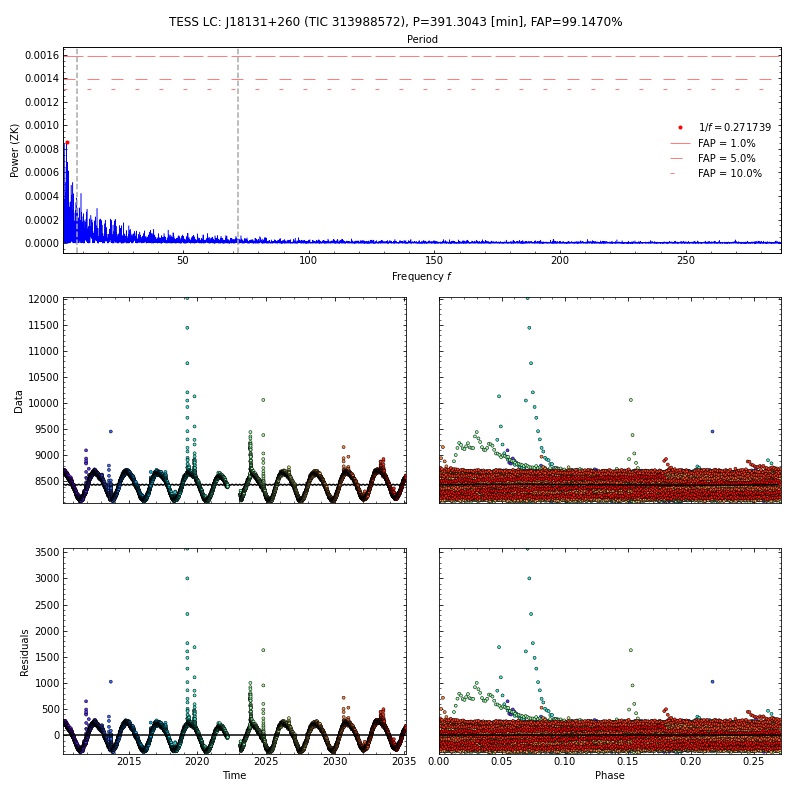 TESS LC: J18131+260 (TIC 313988572), P=391.3043 [min], FAP=99.1470%
Period
0.0016
0.0014
0.0012
0.0010
0.0008
0.0006
0.0004
0.0002
0.0000
Power (ZK)
1/f=0.271739
FAP = 1.0%
FAP = 5.0%
FAP = 10.0%
50 100 150 200 250
Frequency f
12000
11500
11000
10500
10000
9500
9000
8500
Data
3500
3000
2500
2000
1500
1000
500
0
Residuals
2015 2020 2025 2030 2035
Time
0.00 0.05 0.10 0.15 0.20 0.25
Phase